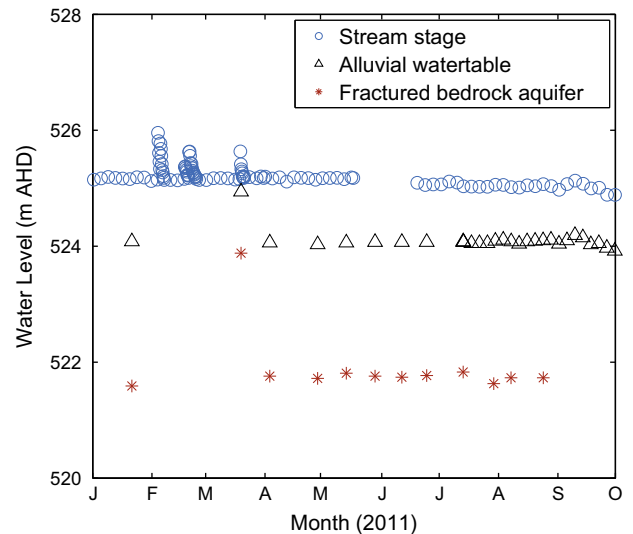 528
526
524
522
520
Water Level (m AHD)
Stream stage
Alluvial watertable
Fractured bedrock aquifer
J F M A M J J A S O
Month (2011)